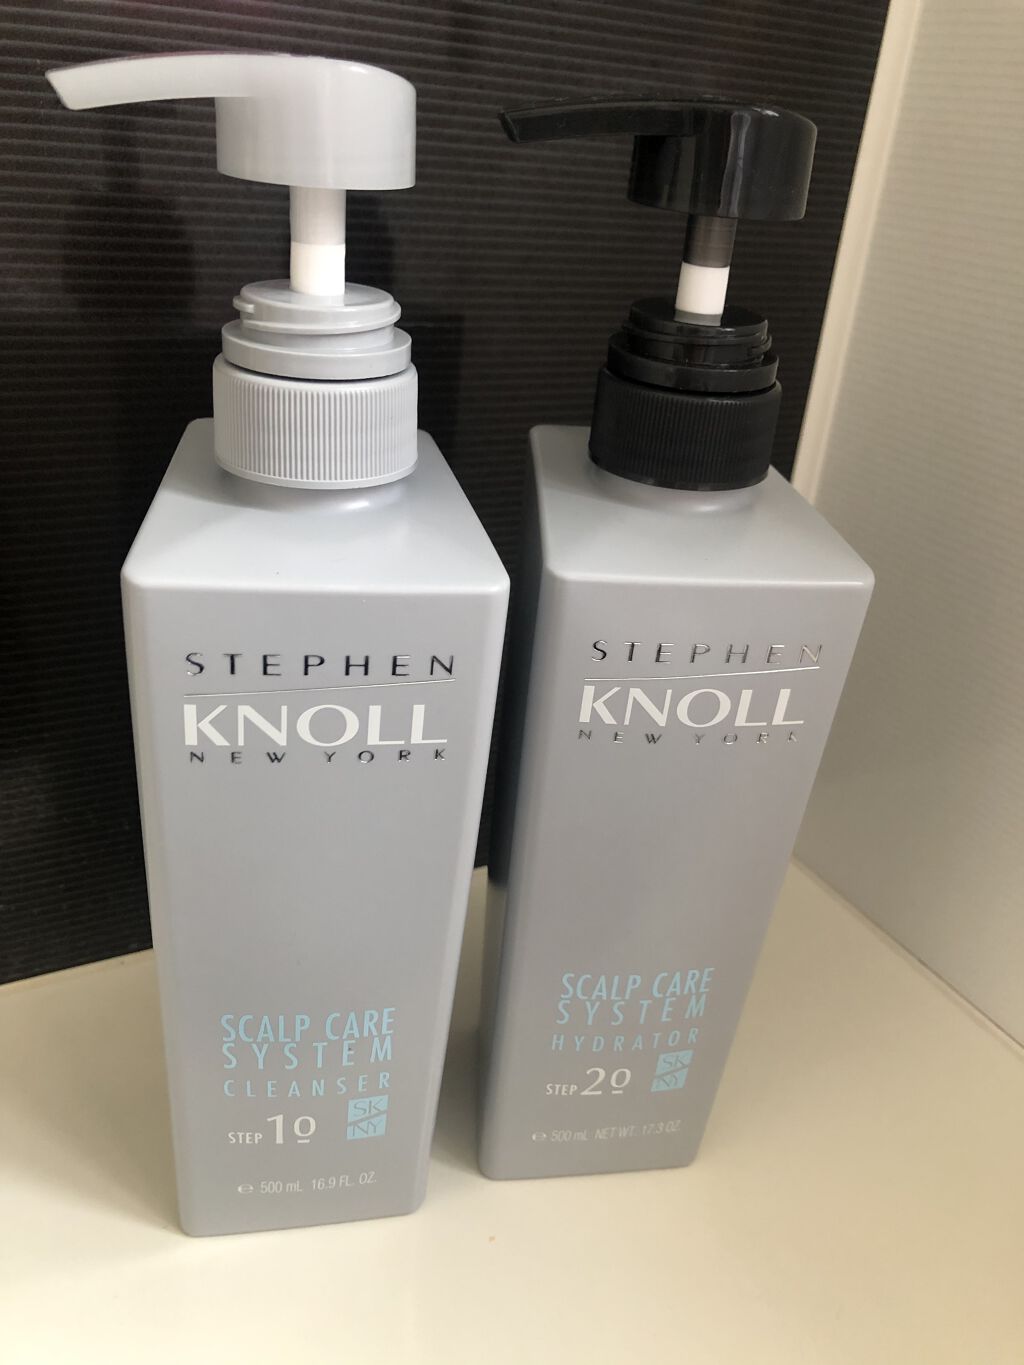 STEPHEN
KNOLL
NEW YORK
SCALP CARE
SYSTEM
CLEANSER
STEP 1º
SK
NY
℮ 500 mL 16.9 FL. OZ.
STEPHEN
KNOLL
NEW YORK
SCALP CARE
SYSTEM
HYDRATOR
STEP 2º
SK
NY
℮ 500 mL NET WT. 17.3 OZ.